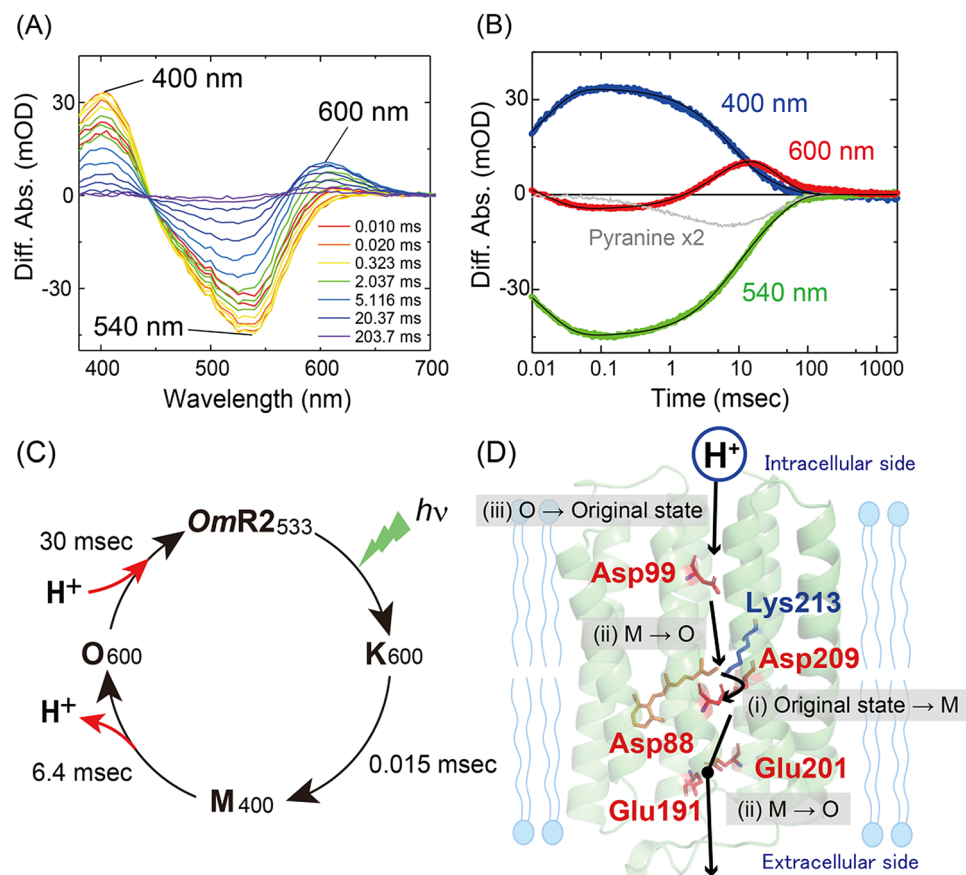 (A)
400 nm
600 nm
540 nm
Diff. Abs. (mOD)
30
0
-30
0.010 ms
0.020 ms
0.323 ms
2.037 ms
5.116 ms
20.37 ms
203.7 ms
400
500
600
700
Wavelength (nm)
(B)
400 nm
600 nm
Pyranine x2
540 nm
Diff. Abs. (mOD)
30
0
-30
0.01
0.1
1
10
100
1000
Time (msec)
(C)
OmR2533
hν
30 msec
H+
O600
K600
H+
6.4 msec
0.015 msec
M400
(D)
H+
Intracellular side
(iii) O → Original state
Asp99
Lys213
(ii) M → O
Asp209
(i) Original state → M
Asp88
Glu201
Glu191
(ii) M → O
Extracellular side